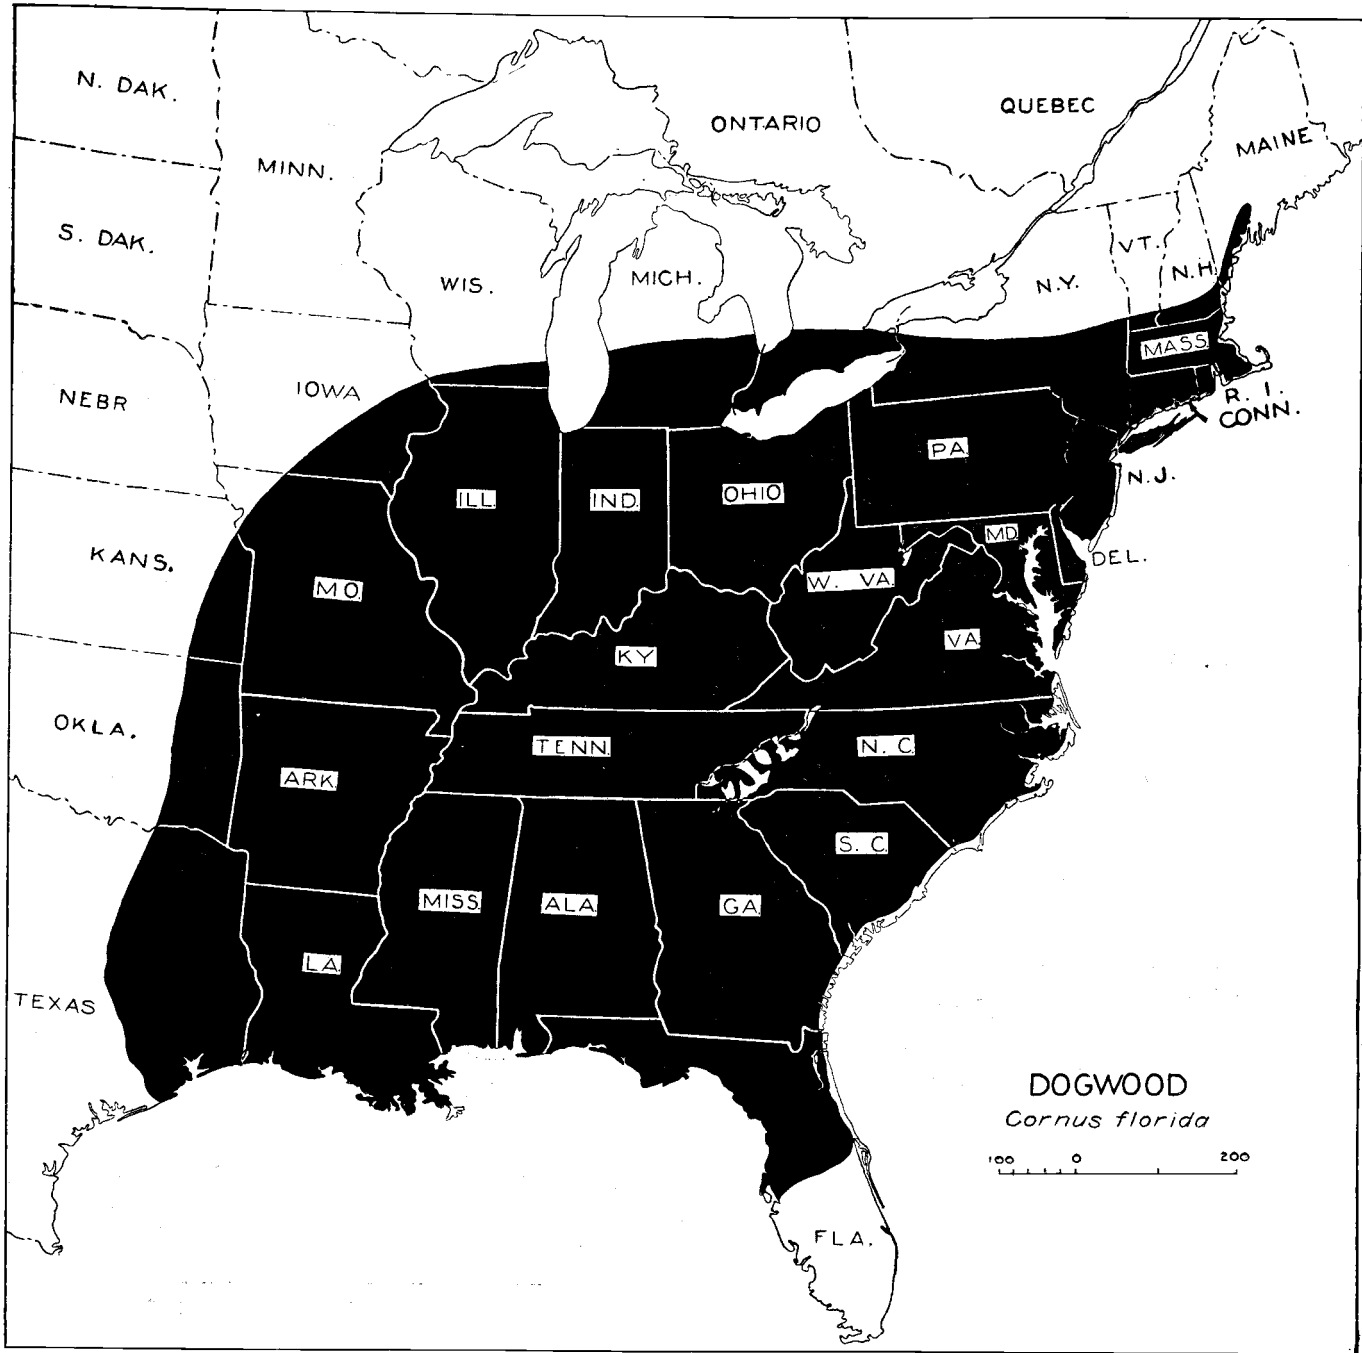 N. DAK.
MINN.
ONTARIO
QUEBEC
MAINE
S. DAK.
WIS.
MICH.
N.Y.
VT.
N.H
NEBR
IOWA
MASS.
R. I.
CONN.
N.J.
PA.
ILL.
IND.
OHIO
KANS.
MO.
W. VA.
MD.
DEL.
VA.
KY
OKLA.
ARK.
TENN.
N. C.
S. C.
MISS.
ALA.
GA.
LA.
TEXAS
FLA.
DOGWOOD
Cornus florida
100 0 200